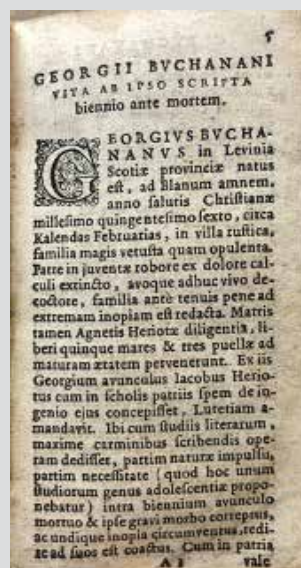 5
GEORGII BVCHANANI
VITA AB IPSO SCRIPTA
biennio ante mortem.
GEORGIVS BVCHA-
NANVS in Levinia
Scotiæ provinciæ natus
est, ad Blanum amnem,
anno salutis Christianæ
millesimo quingentesimo sexto, circa
Kalendas Februarias, in villa rustica,
familia magis vetusta quam opulenta.
Patre in juventæ robore ex dolore cal-
culi extincto, avoque adhuc vivo de-
coctore, familia antè tenuis pene ad
extremam inopiam est redacta. Matris
tamen Agnetis Heriotæ diligentia, li-
beri quinque mares & tres puellæ ad
maturam ætatem pervenerunt. Ex iis
Georgium avunculus Iacobus Herio-
tus cum in scholis patriis spem de in-
genio ejus concepisset, Lutetiam a-
mandavit. Ibi cum studiis literarum,
maxime carminibus scribendis ope-
ram dedisset, partim naturæ impulsu,
partim necessitate (quod hoc unum
studiorum genus adolescentiæ propo-
nebatur) intra biennium avunculo
mortuo & ipse gravi morbo correptus,
ac undique inopia circumventus, redi-
re ad suos est coactus. Cum in patria
A 3 vale